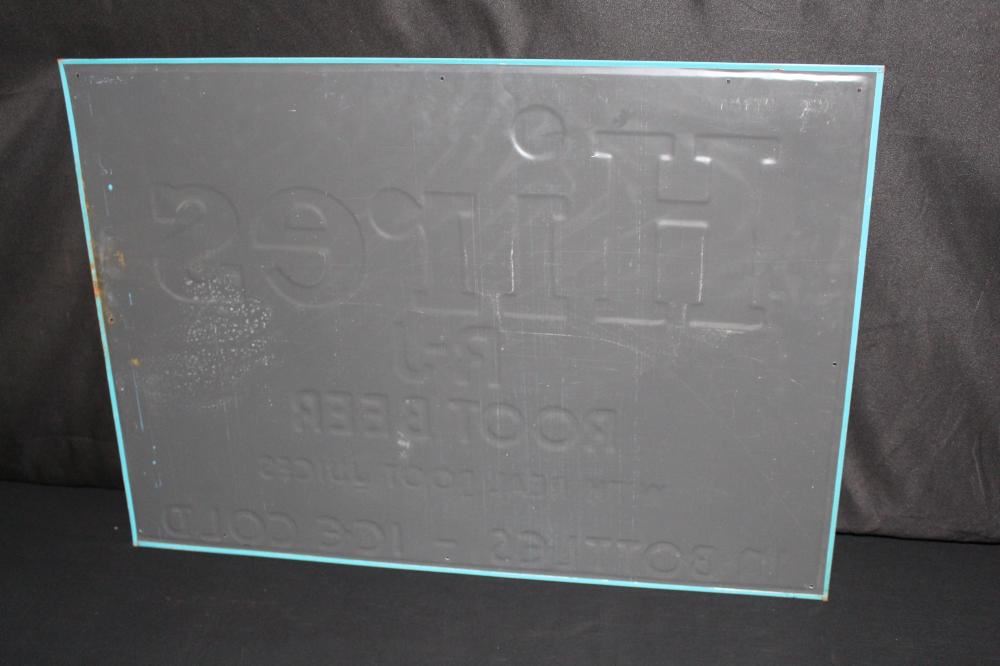 Hires
R-J
ROOT BEER
WITH REAL ROOT JUICES
IN BOTTLES - ICE COLD